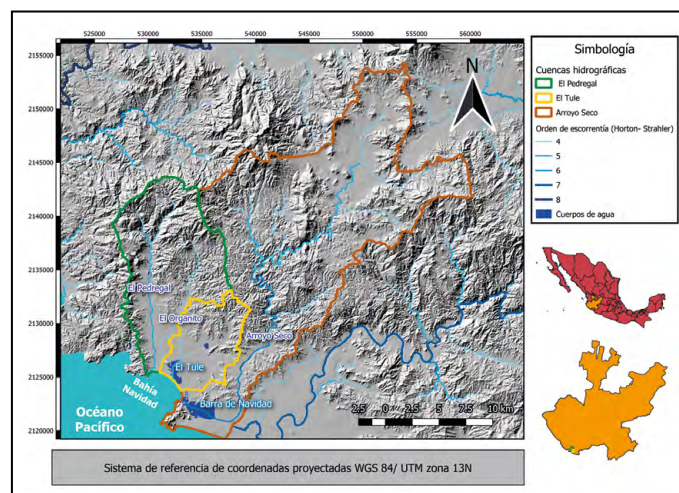 525000 530000 535000 540000 545000 550000 555000 560000
2155000
2150000
2145000
2140000
2135000
2130000
2125000
2120000
N
El Pedregal
El Organito
Arroyo Seco
El Tule
Bahía
Navidad
Barra de Navidad
Océano
Pacífico
2.5 0 2.5 5 7.5 10 km
Simbología
Cuencas hidrográficas
El Pedregal
El Tule
Arroyo Seco
Orden de escorrentía (Horton- Strahler)
4
5
6
7
8
Cuerpos de agua
Sistema de referencia de coordenadas proyectadas WGS 84/ UTM zona 13N